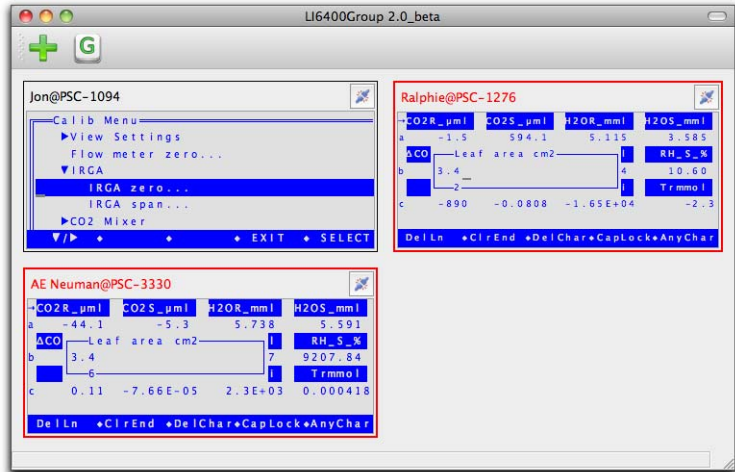 LI6400Group 2.0_beta
G
Jon@PSC-1094
Calib Menu
▶View Settings
Flow meter zero...
▼IRGA
IRGA zero...
IRGA span...
▶CO2 Mixer
▼/▶ ◆ ◆ ◆ EXIT ◆ SELECT
Ralphie@PSC-1276
→CO2R_µml CO2S_µml H2OR_mml H2OS_mml
a -1.5 594.1 5.115 3.585
ΔCO Leaf area cm2 l RH_S_%
b 3.4_ 4 10.60
2 i Trmmol
c -890 -0.0808 -1.65E+04 -2.3
DelLn ◆ClrEnd ◆DelChar◆CapLock◆AnyChar
AE Neuman@PSC-3330
→CO2R_µml CO2S_µml H2OR_mml H2OS_mml
a -44.1 -5.3 5.738 5.591
ΔCO Leaf area cm2 l RH_S_%
b 3.4 7 9207.84
6 i Trmmol
c 0.11 -7.66E-05 2.3E+03 0.000418
DelLn ◆ClrEnd ◆DelChar◆CapLock◆AnyChar